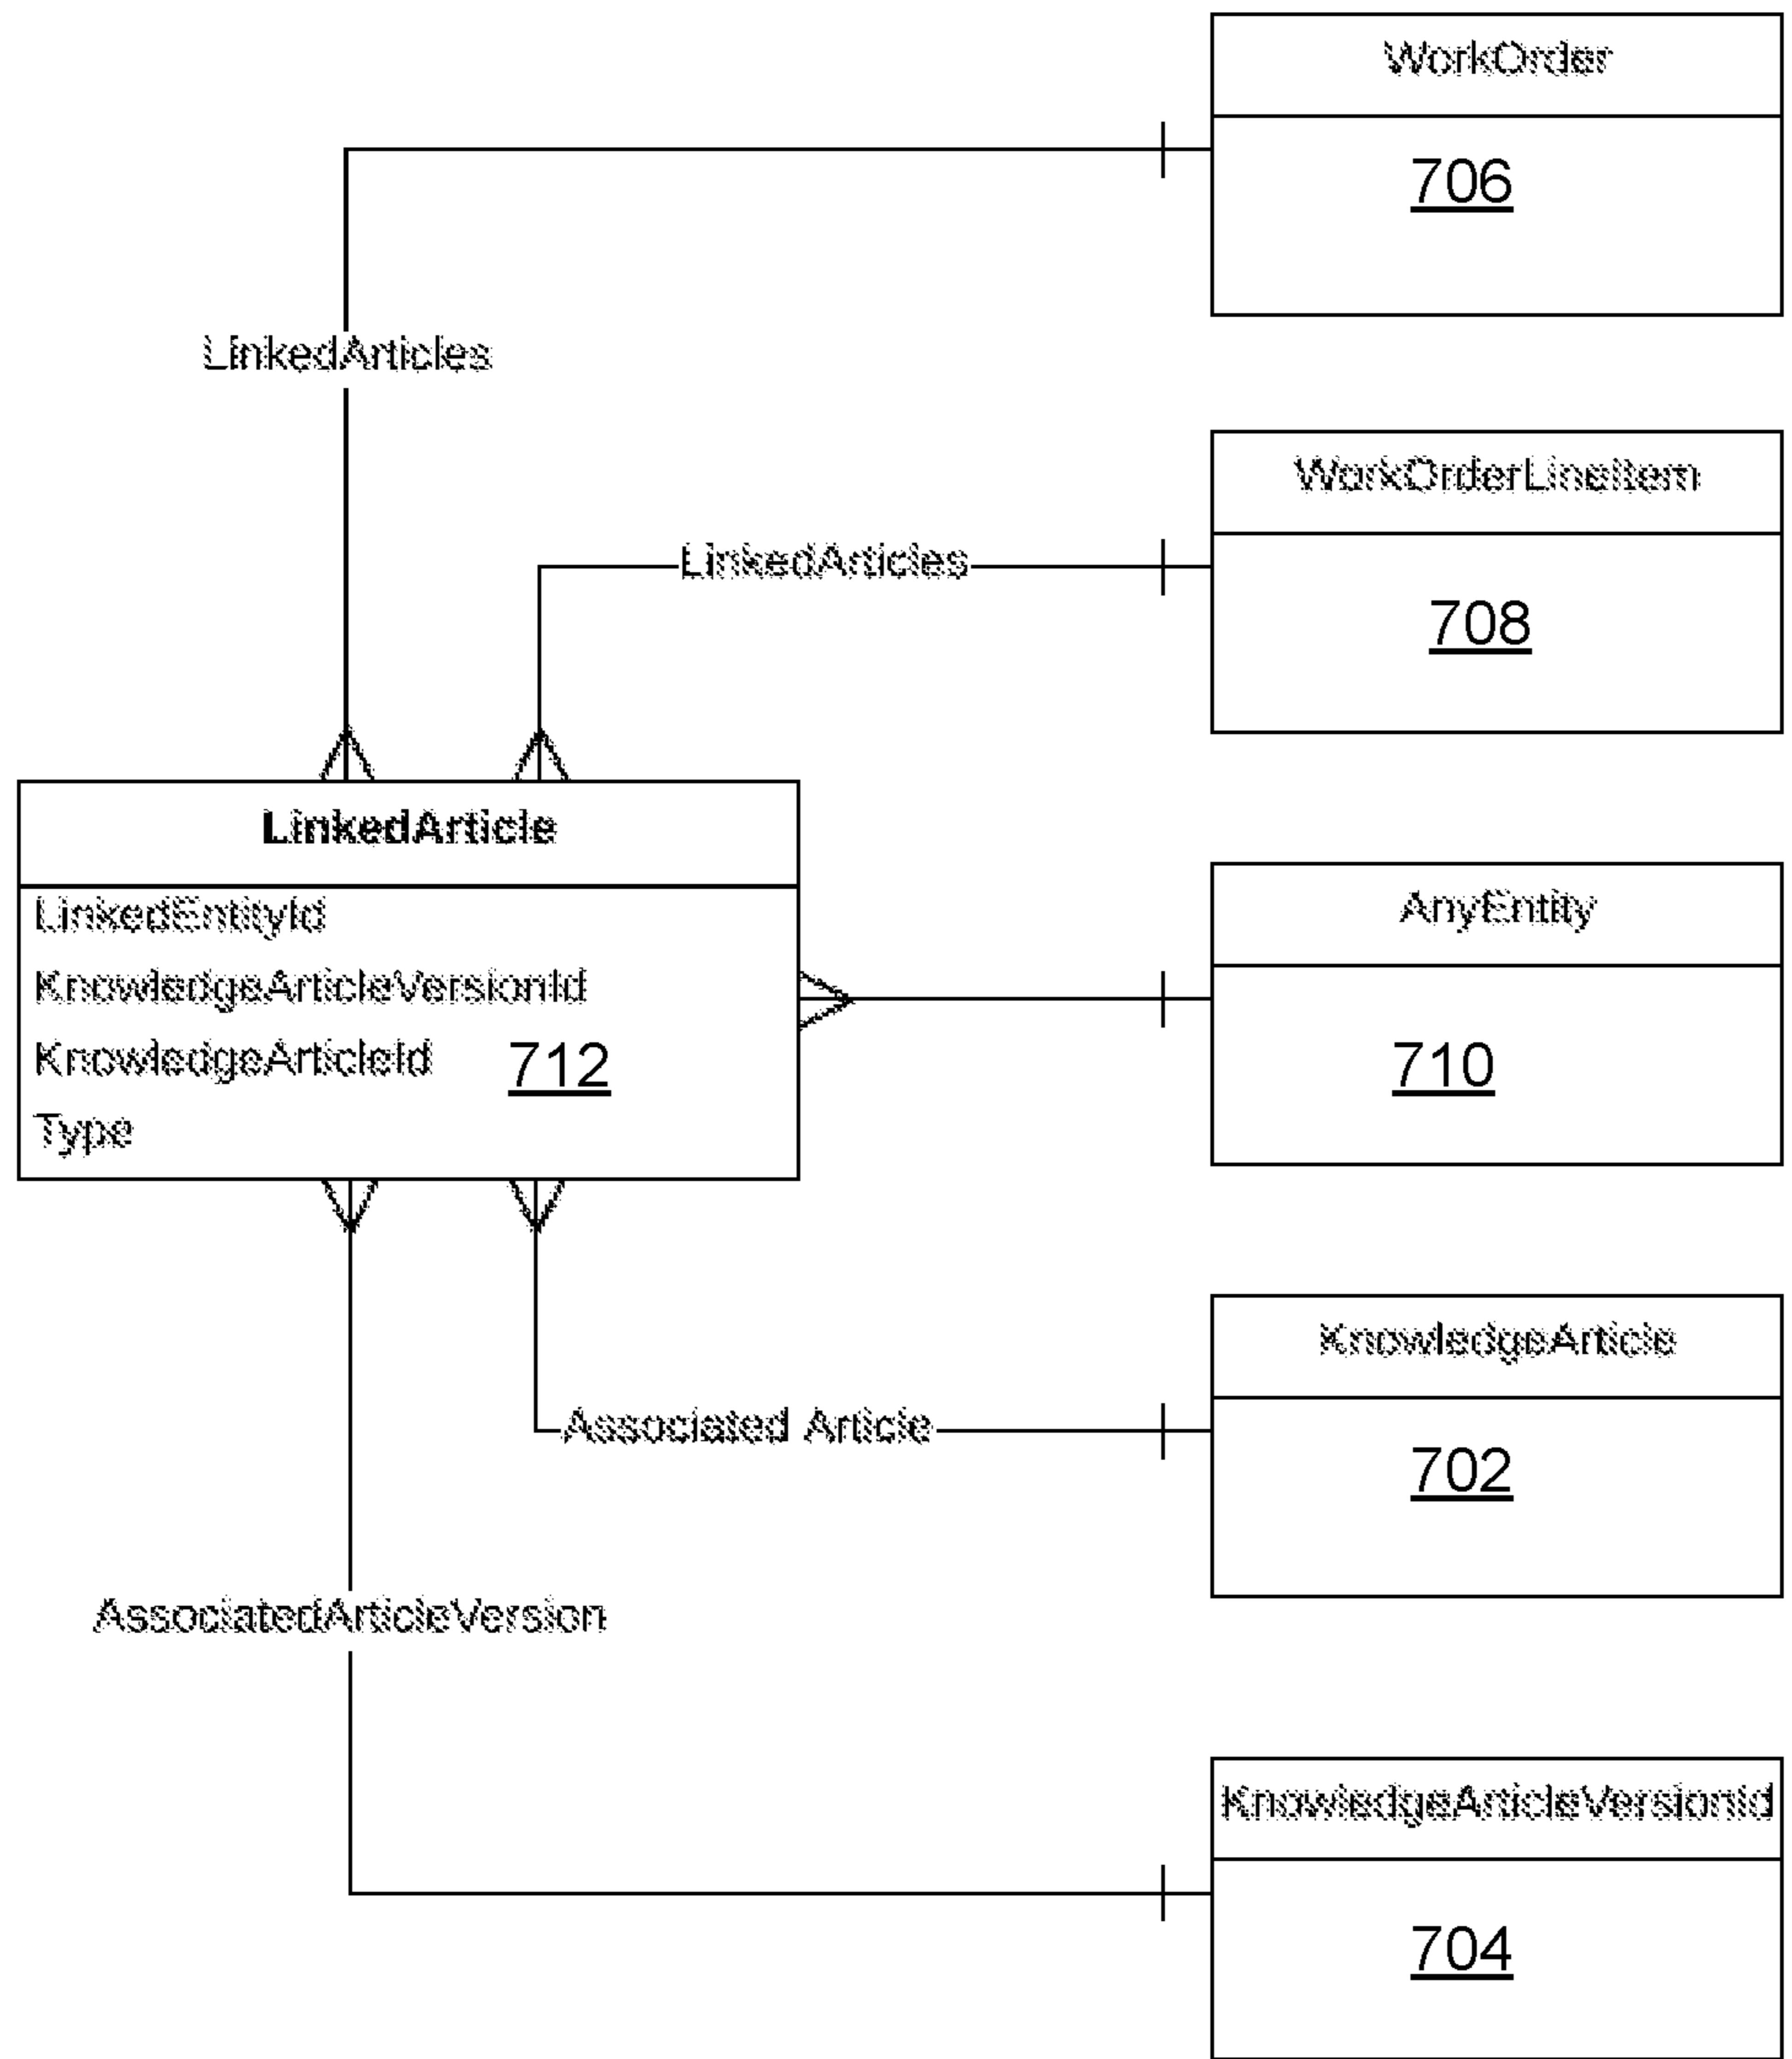 WorkOrder
706
LinkedArticles
WorkOrderLineItem
LinkedArticles
708
LinkedArticle
LinkedEntityId
KnowledgeArticleVersionId
KnowledgeArticleId
712
Type
AnyEntity
710
KnowledgeArticle
Associated Article
702
AssociatedArticleVersion
KnowledgeArticleVersionId
704